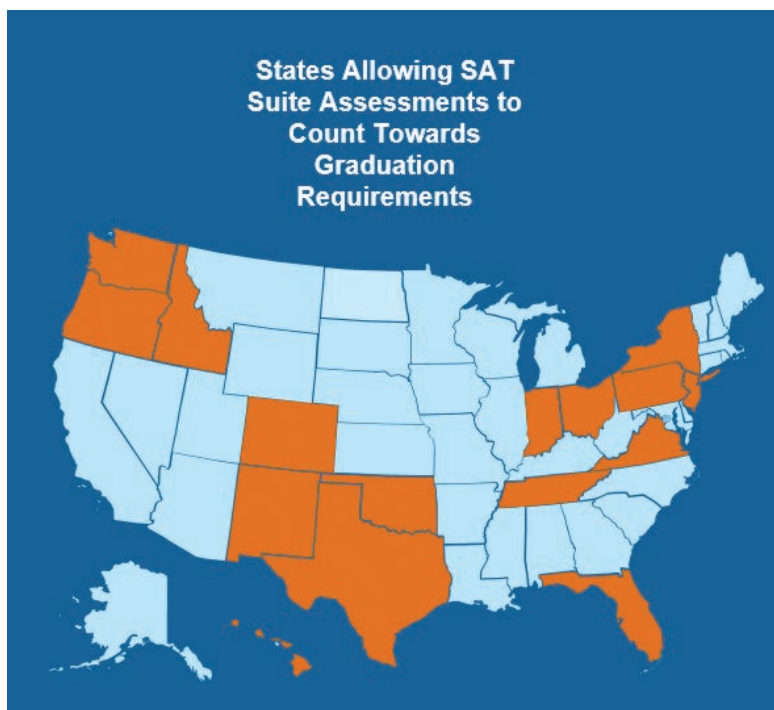 States Allowing SAT
Suite Assessments to
Count Towards
Graduation
Requirements